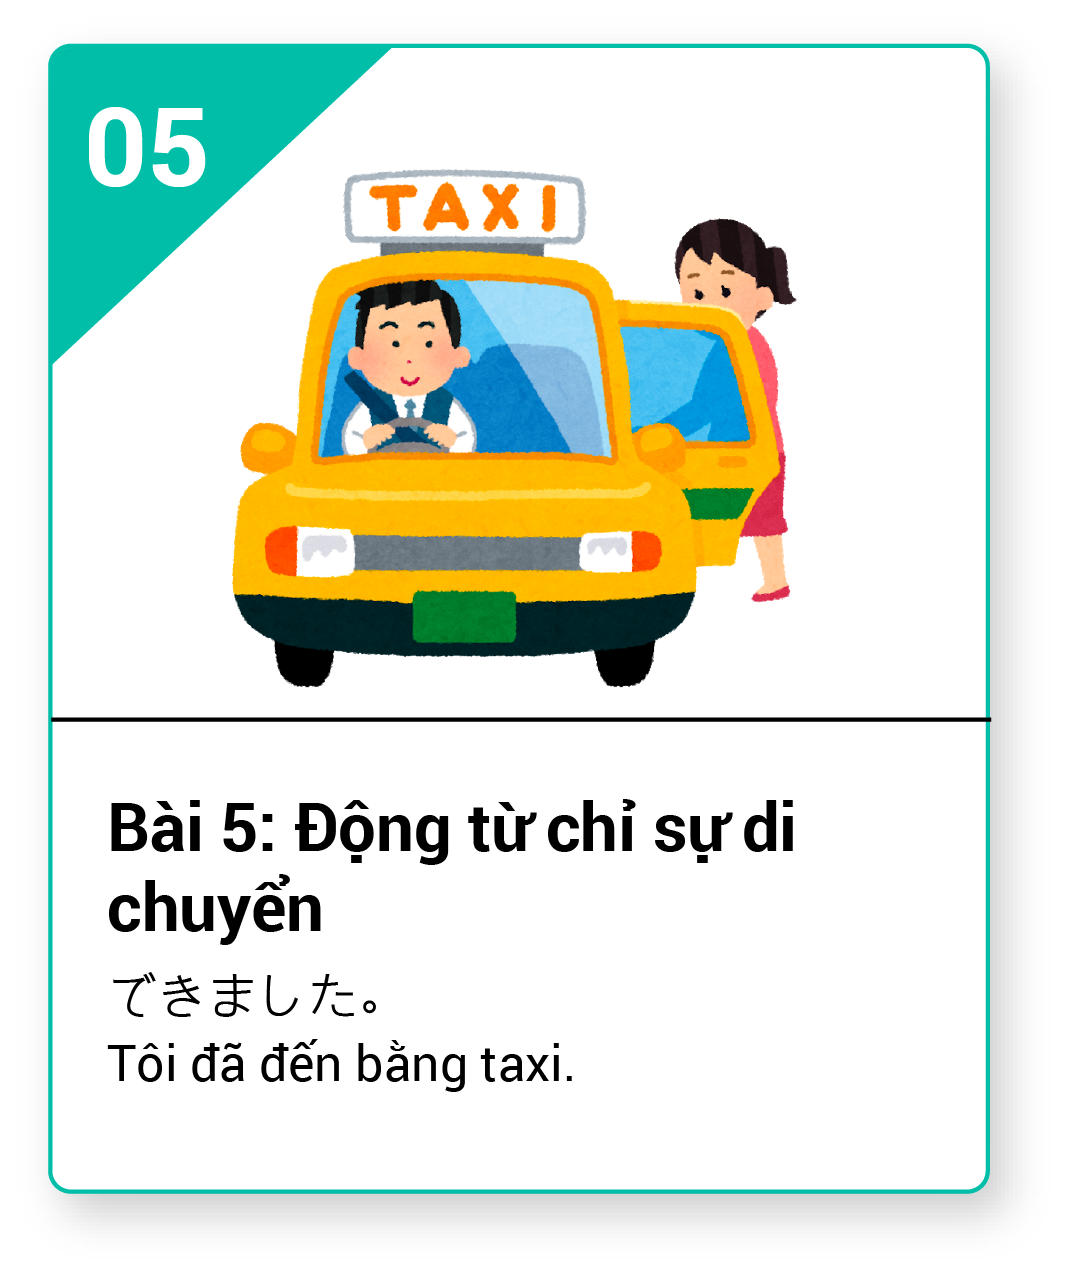 05
TAXI
Bài 5: Động từ chỉ sự di
chuyển
できました。
Tôi đã đến bằng taxi.